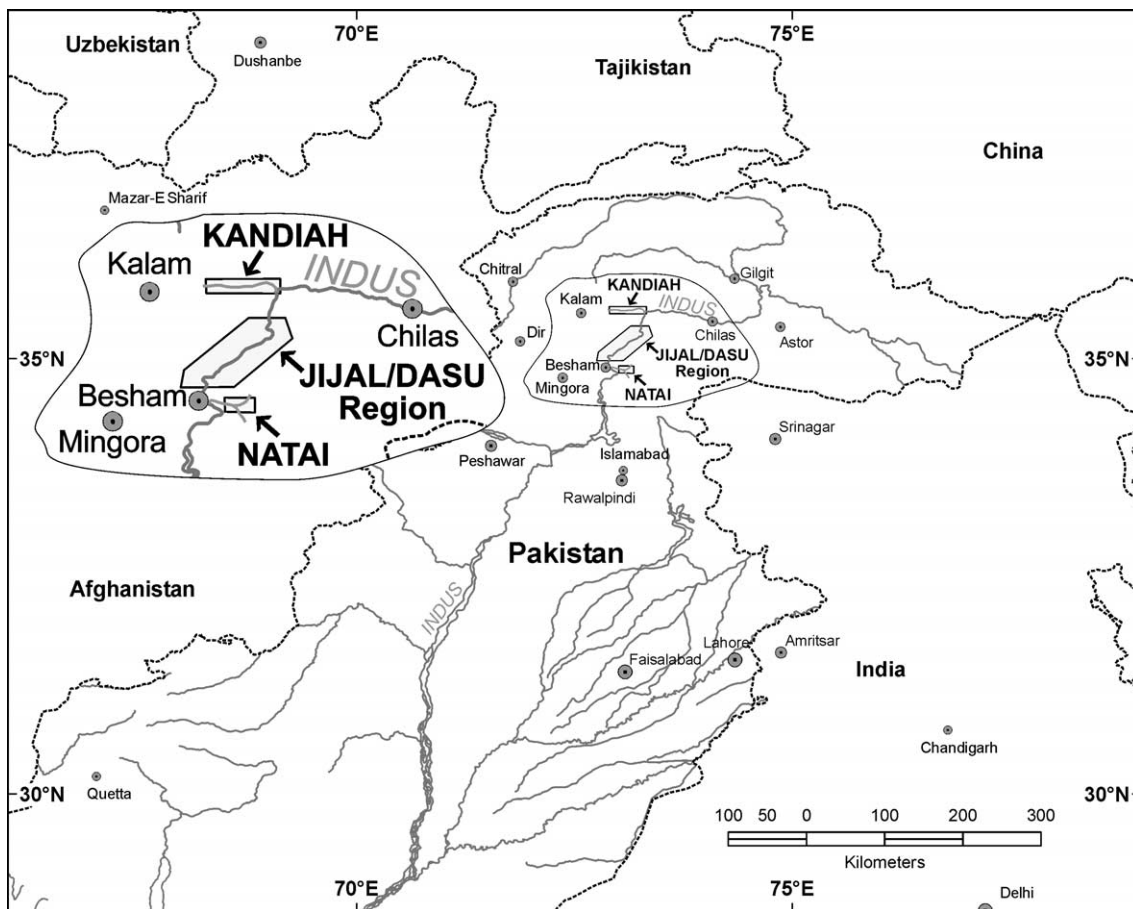 70°E
75°E
Uzbekistan
Dushanbe
Tajikistan
China
Mazar-E Sharif
KANDIAH
Kalam
INDUS
Chilas
35°N
JIJAL/DASU
Region
Besham
Mingora
NATAI
Chitral
Gilgit
Kalam
KANDIAH
INDUS
Chilas
Astor
Dir
JIJAL/DASU
Region
Besham
Mingora
NATAI
35°N
Srinagar
Peshawar
Islamabad
Rawalpindi
Pakistan
Afghanistan
INDUS
Faisalabad
Lahore
Amritsar
India
Chandigarh
30°N
Quetta
30°N
100 50 0 100 200 300
Kilometers
70°E
75°E
Delhi